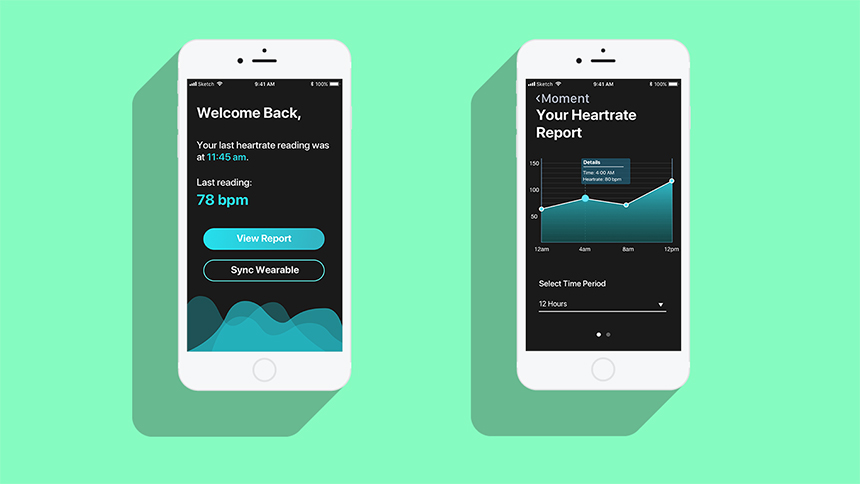 Sketch 9:41 AM 100%
Welcome Back,
Your last heartrate reading was
at 11:45 am.
Last reading:
78 bpm
View Report
Sync Wearable
Sketch 9:41 AM 100%
‹Moment
Your Heartrate
Report
150
100
50
Details
Time: 4:00 AM
Heartrate: 80 bpm
12am 4am 8am 12pm
Select Time Period
12 Hours